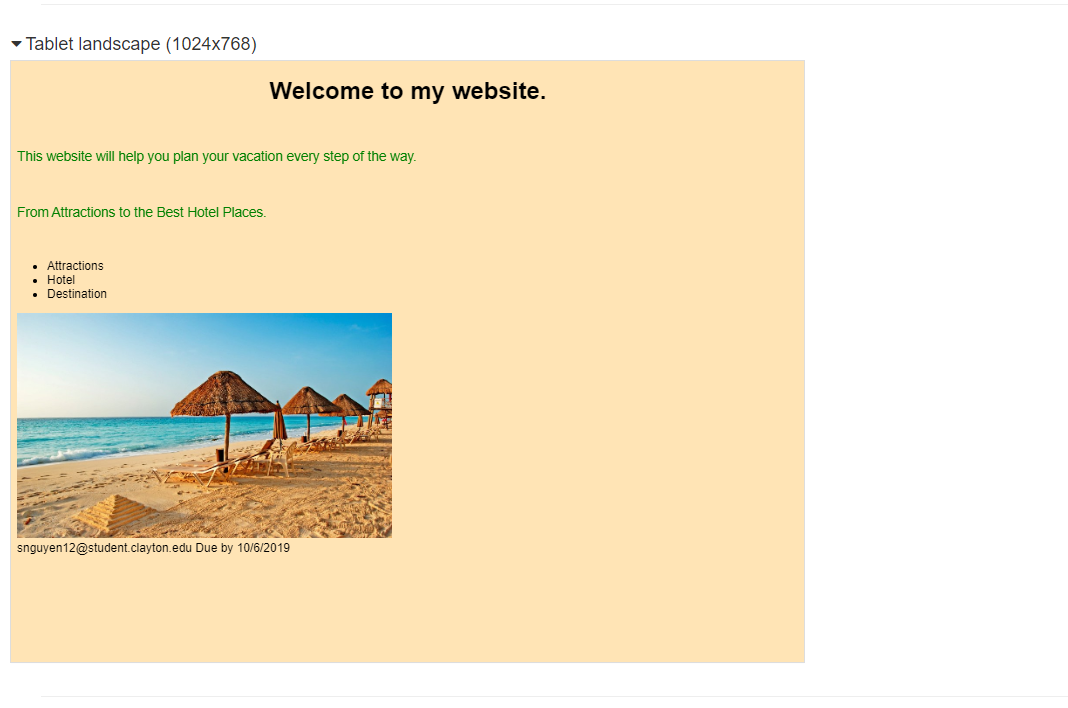 Tablet landscape (1024x768)
Welcome to my website.
This website will help you plan your vacation every step of the way.
From Attractions to the Best Hotel Places.
Attractions
Hotel
Destination
snguyen12@student.clayton.edu Due by 10/6/2019